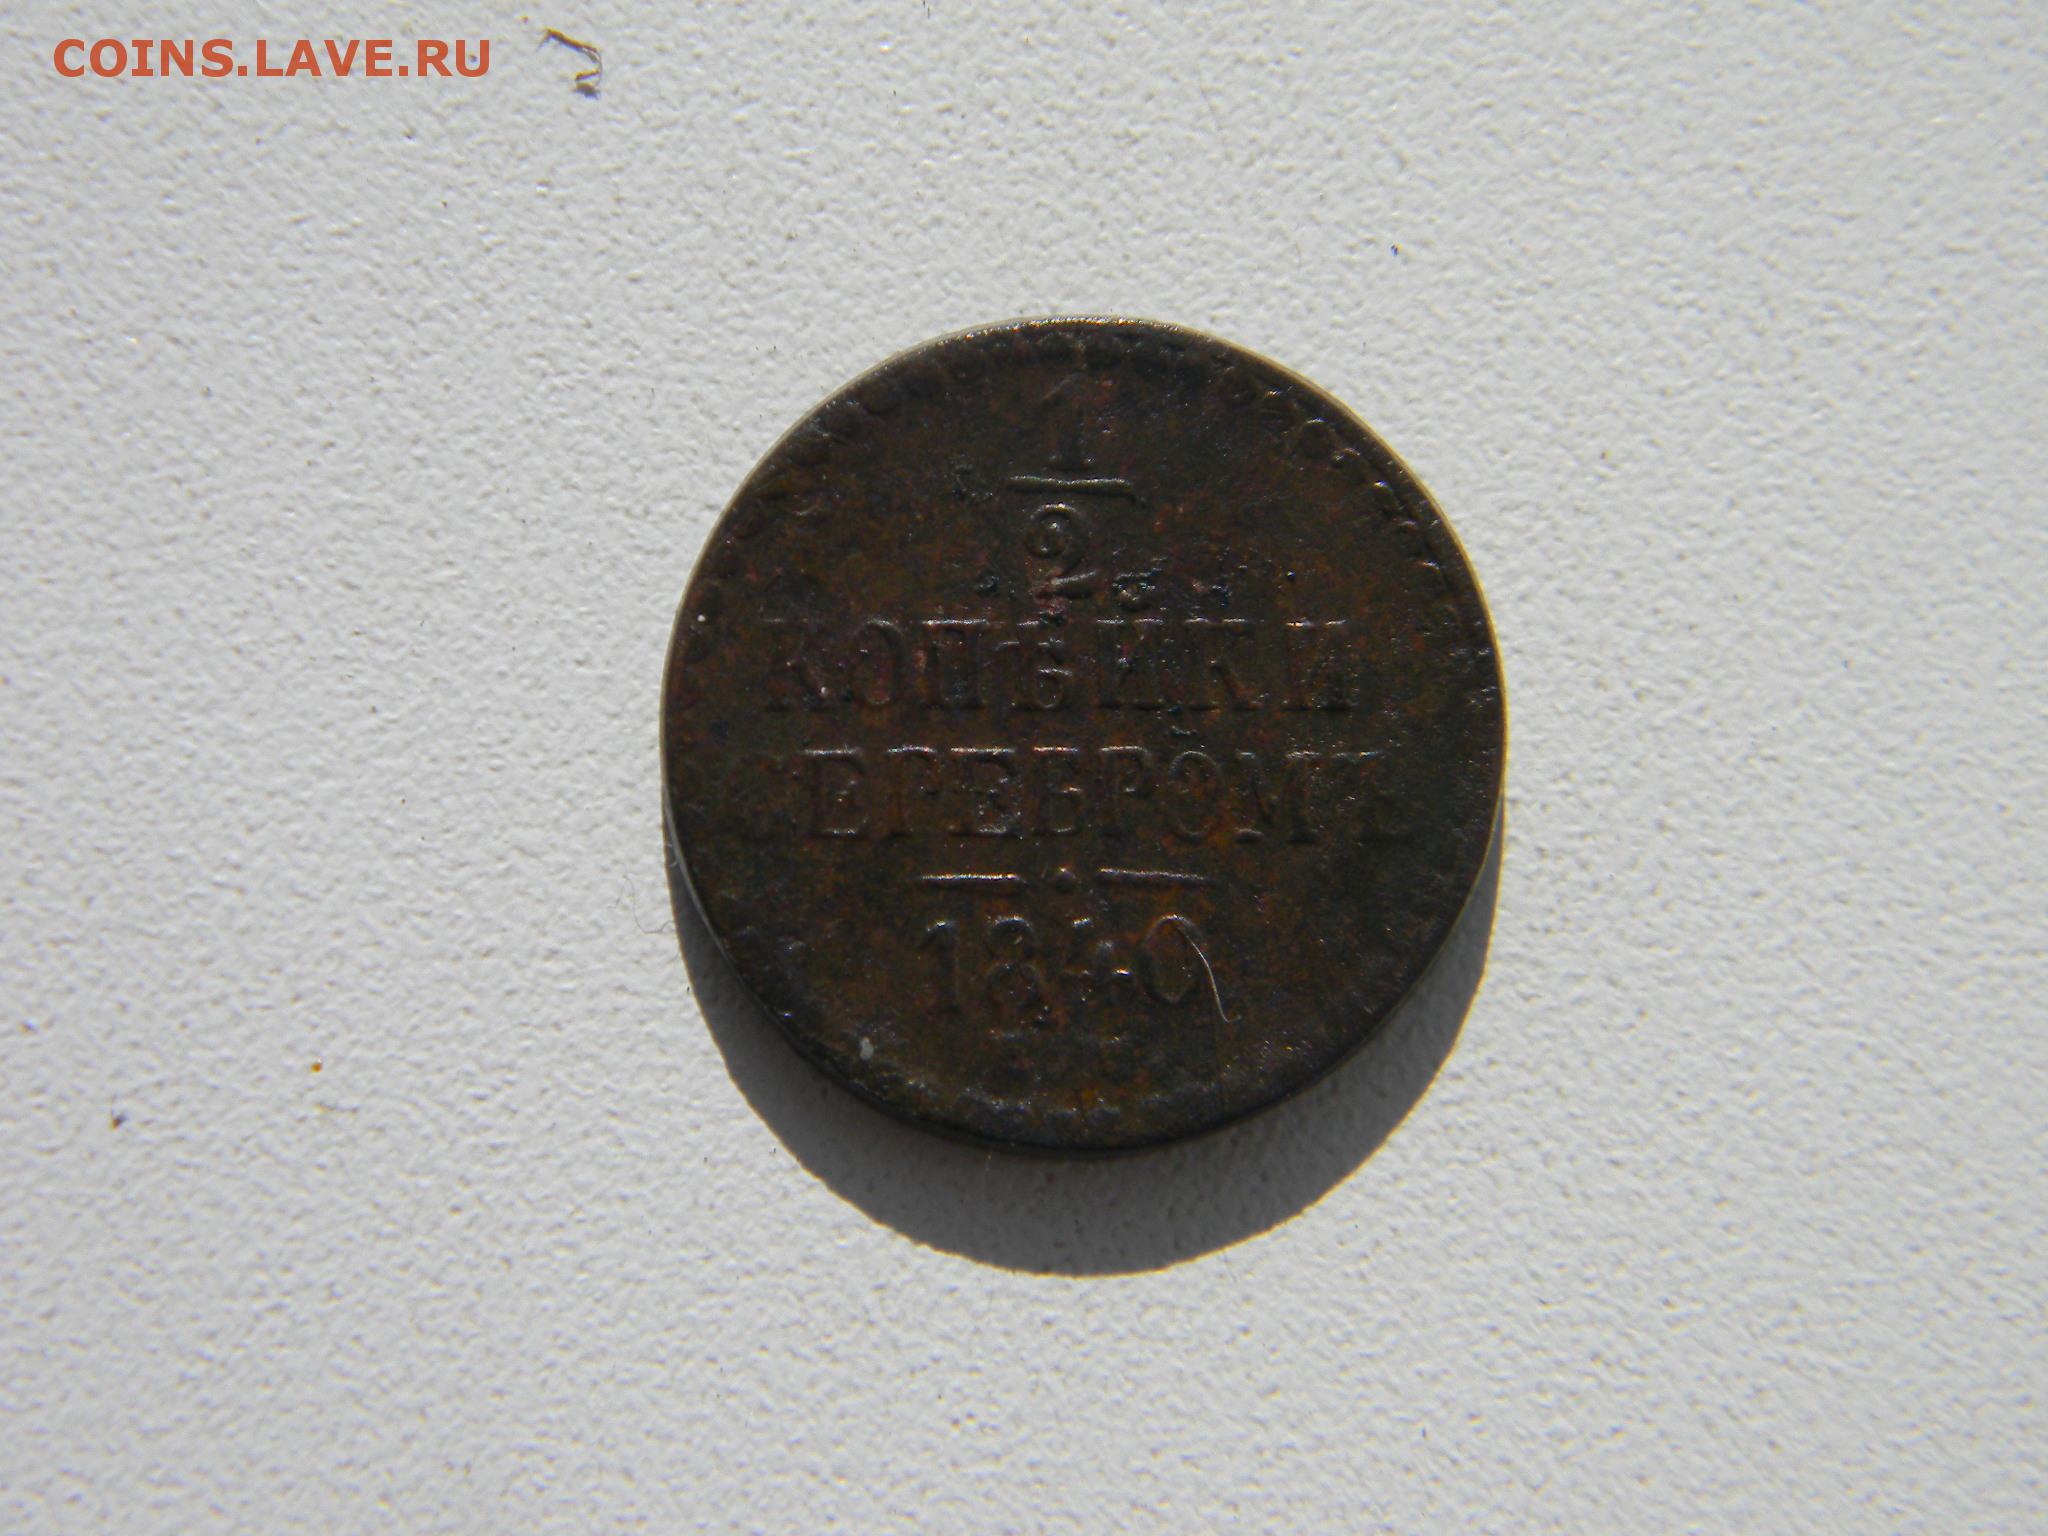 COINS.LAVE.RU
1
2
КОПѢЙКИ
СЕРЕБРОМЪ
1840